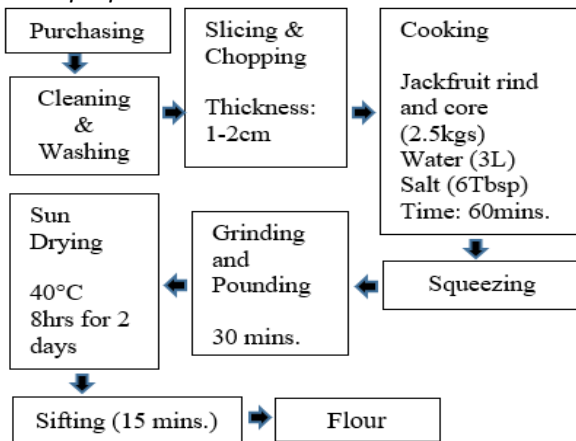 Purchasing
Cleaning
&
Washing
Slicing &
Chopping
Thickness:
1-2cm
Cooking
Jackfruit rind
and core
(2.5kgs)
Water (3L)
Salt (6Tbsp)
Time: 60mins.
Squeezing
Grinding
and
Pounding
30 mins.
Sun
Drying
40°C
8hrs for 2
days
Sifting (15 mins.)
Flour